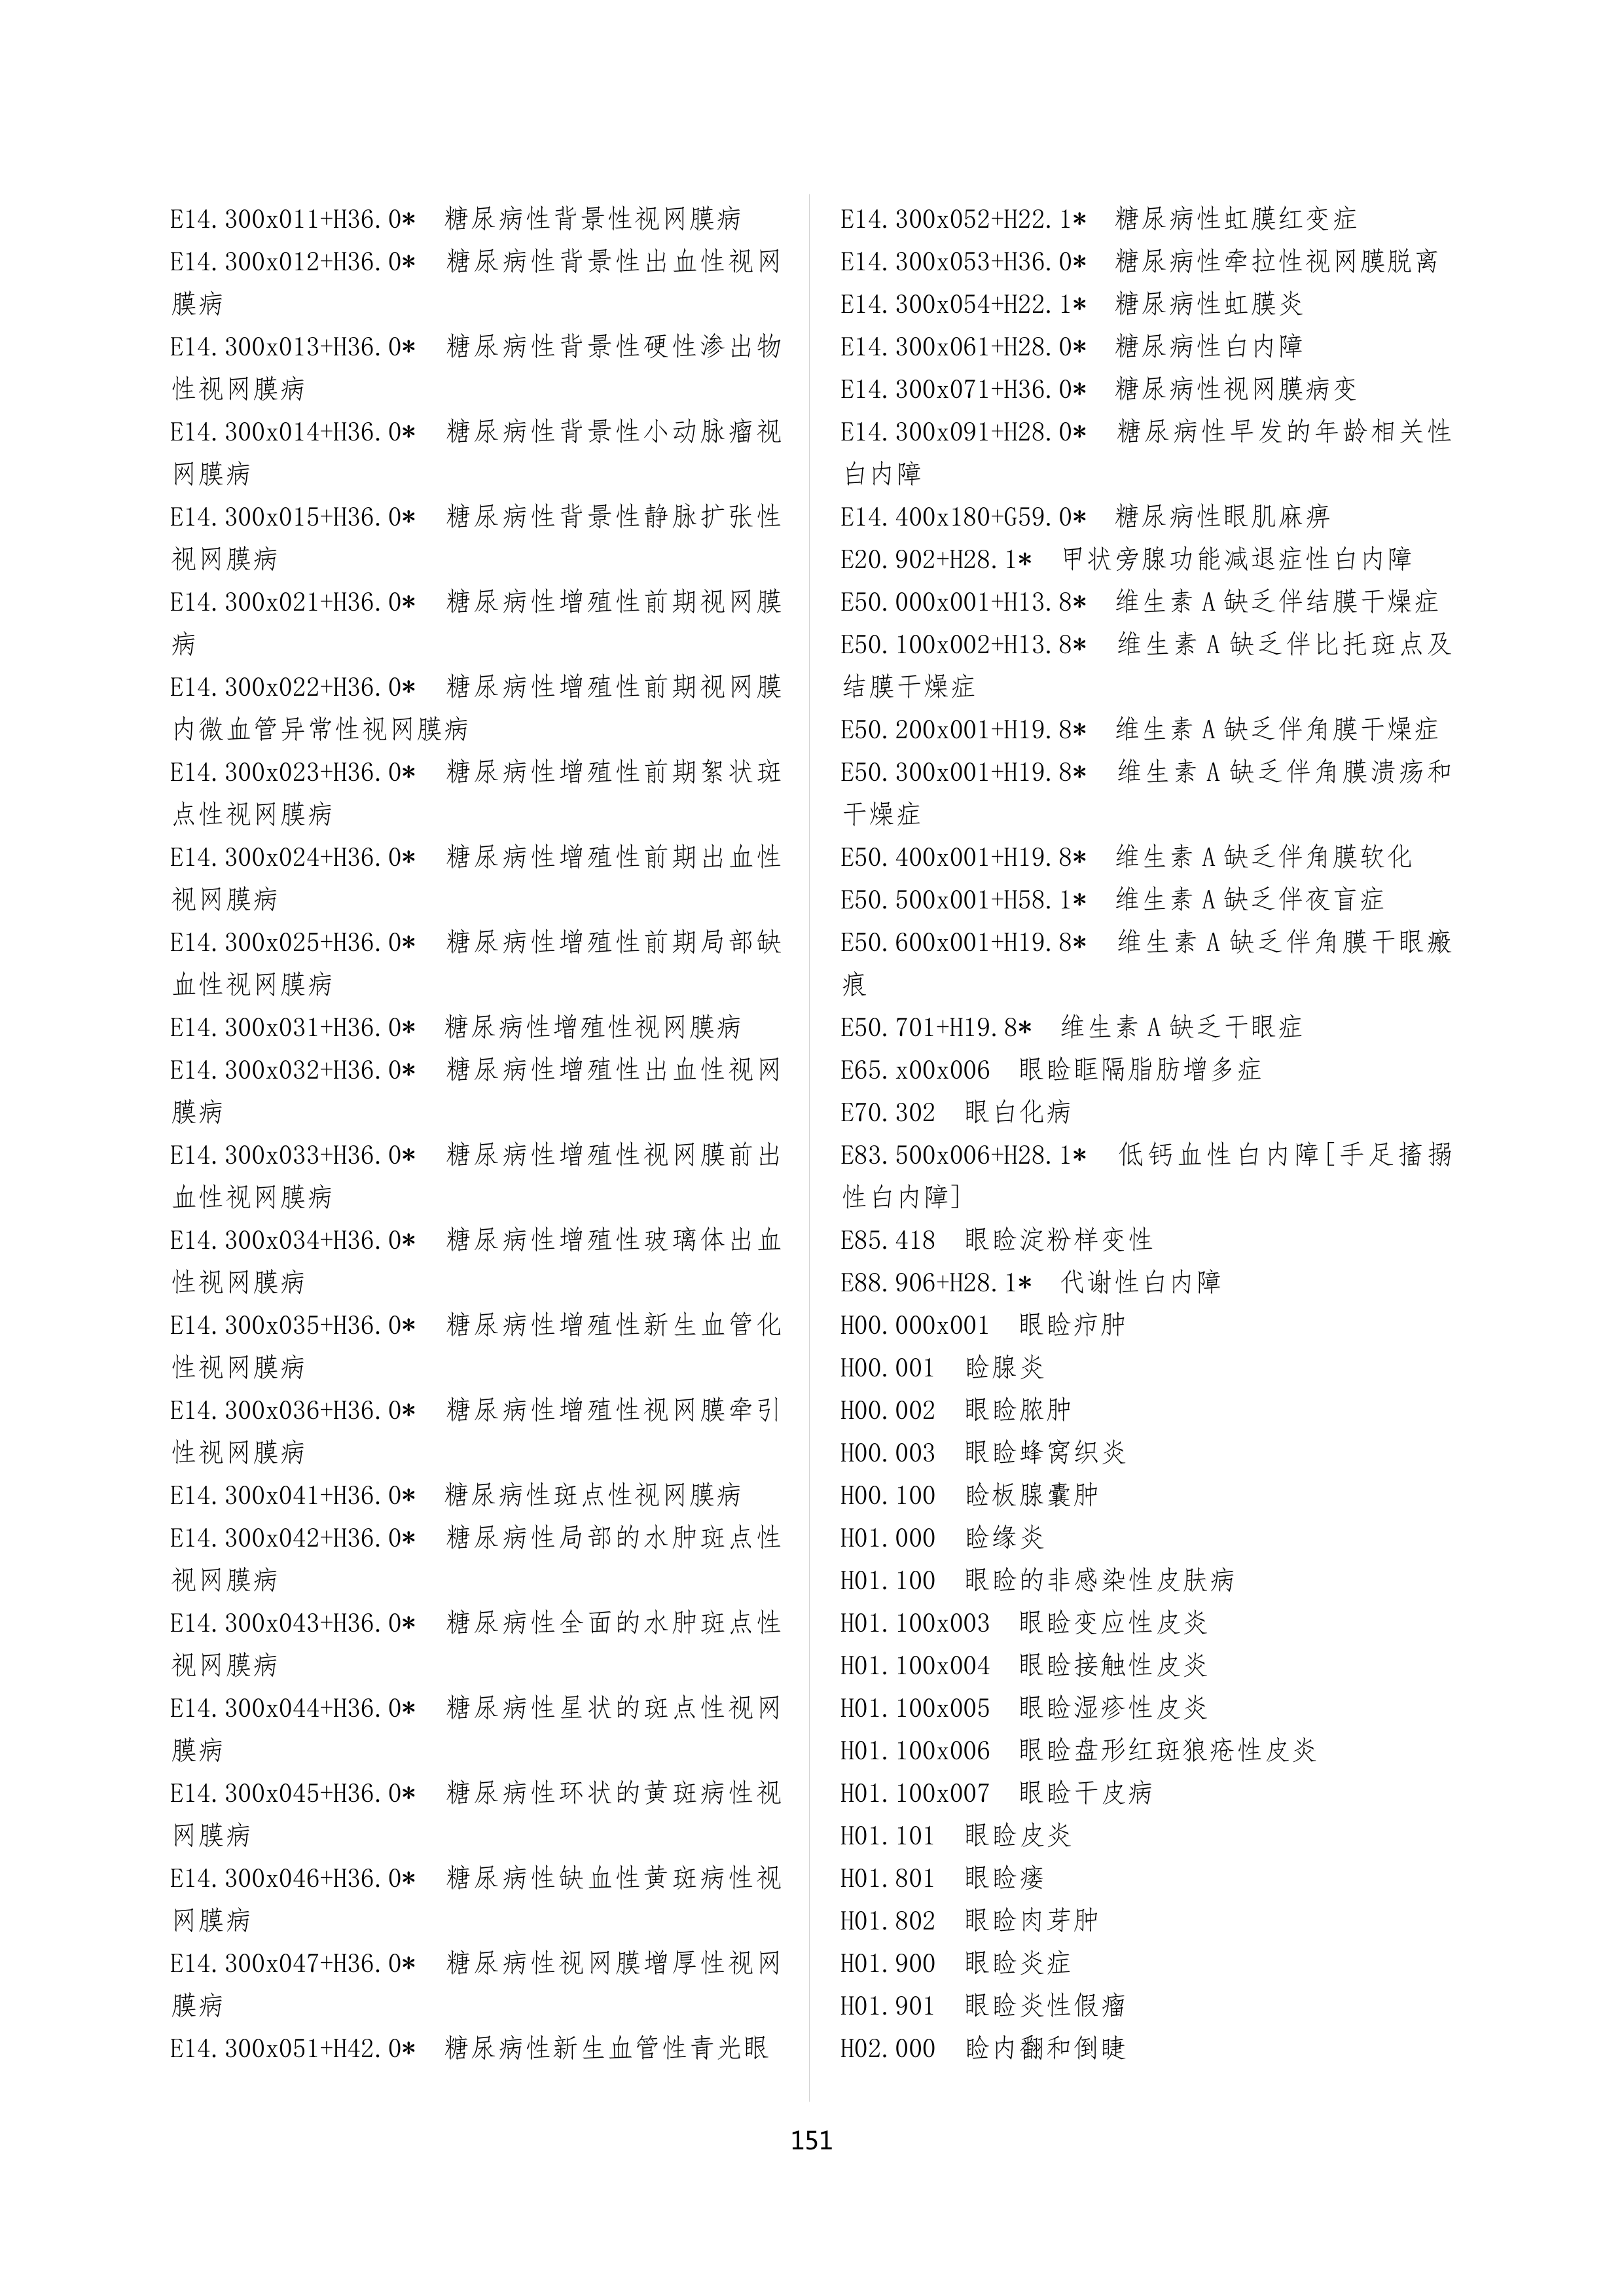 E14.300x011+H36.0* 糖尿病性背景性视网膜病
E14.300x012+H36.0* 糖尿病性背景性出血性视网
膜病
E14.300x013+H36.0* 糖尿病性背景性硬性渗出物
性视网膜病
E14.300x014+H36.0* 糖尿病性背景性小动脉瘤视
网膜病
E14.300x015+H36.0* 糖尿病性背景性静脉扩张性
视网膜病
E14.300x021+H36.0* 糖尿病性增殖性前期视网膜
病
E14.300x022+H36.0* 糖尿病性增殖性前期视网膜
内微血管异常性视网膜病
E14.300x023+H36.0* 糖尿病性增殖性前期絮状斑
点性视网膜病
E14.300x024+H36.0* 糖尿病性增殖性前期出血性
视网膜病
E14.300x025+H36.0* 糖尿病性增殖性前期局部缺
血性视网膜病
E14.300x031+H36.0* 糖尿病性增殖性视网膜病
E14.300x032+H36.0* 糖尿病性增殖性出血性视网
膜病
E14.300x033+H36.0* 糖尿病性增殖性视网膜前出
血性视网膜病
E14.300x034+H36.0* 糖尿病性增殖性玻璃体出血
性视网膜病
E14.300x035+H36.0* 糖尿病性增殖性新生血管化
性视网膜病
E14.300x036+H36.0* 糖尿病性增殖性视网膜牵引
性视网膜病
E14.300x041+H36.0* 糖尿病性斑点性视网膜病
E14.300x042+H36.0* 糖尿病性局部的水肿斑点性
视网膜病
E14.300x043+H36.0* 糖尿病性全面的水肿斑点性
视网膜病
E14.300x044+H36.0* 糖尿病性星状的斑点性视网
膜病
E14.300x045+H36.0* 糖尿病性环状的黄斑病性视
网膜病
E14.300x046+H36.0* 糖尿病性缺血性黄斑病性视
网膜病
E14.300x047+H36.0* 糖尿病性视网膜增厚性视网
膜病
E14.300x051+H42.0* 糖尿病性新生血管性青光眼
E14.300x052+H22.1* 糖尿病性虹膜红变症
E14.300x053+H36.0* 糖尿病性牵拉性视网膜脱离
E14.300x054+H22.1* 糖尿病性虹膜炎
E14.300x061+H28.0* 糖尿病性白内障
E14.300x071+H36.0* 糖尿病性视网膜病变
E14.300x091+H28.0* 糖尿病性早发的年龄相关性
白内障
E14.400x180+G59.0* 糖尿病性眼肌麻痹
E20.902+H28.1* 甲状旁腺功能减退症性白内障
E50.000x001+H13.8* 维生素 A 缺乏伴结膜干燥症
E50.100x002+H13.8* 维生素 A 缺乏伴比托斑点及
结膜干燥症
E50.200x001+H19.8* 维生素 A 缺乏伴角膜干燥症
E50.300x001+H19.8* 维生素 A 缺乏伴角膜溃疡和
干燥症
E50.400x001+H19.8* 维生素 A 缺乏伴角膜软化
E50.500x001+H58.1* 维生素 A 缺乏伴夜盲症
E50.600x001+H19.8* 维生素 A 缺乏伴角膜干眼瘢
痕
E50.701+H19.8* 维生素 A 缺乏干眼症
E65.x00x006 眼睑眶隔脂肪增多症
E70.302 眼白化病
E83.500x006+H28.1* 低钙血性白内障[手足搐搦
性白内障]
E85.418 眼睑淀粉样变性
E88.906+H28.1* 代谢性白内障
H00.000x001 眼睑疖肿
H00.001 睑腺炎
H00.002 眼睑脓肿
H00.003 眼睑蜂窝织炎
H00.100 睑板腺囊肿
H01.000 睑缘炎
H01.100 眼睑的非感染性皮肤病
H01.100x003 眼睑变应性皮炎
H01.100x004 眼睑接触性皮炎
H01.100x005 眼睑湿疹性皮炎
H01.100x006 眼睑盘形红斑狼疮性皮炎
H01.100x007 眼睑干皮病
H01.101 眼睑皮炎
H01.801 眼睑瘘
H01.802 眼睑肉芽肿
H01.900 眼睑炎症
H01.901 眼睑炎性假瘤
H02.000 睑内翻和倒睫
151